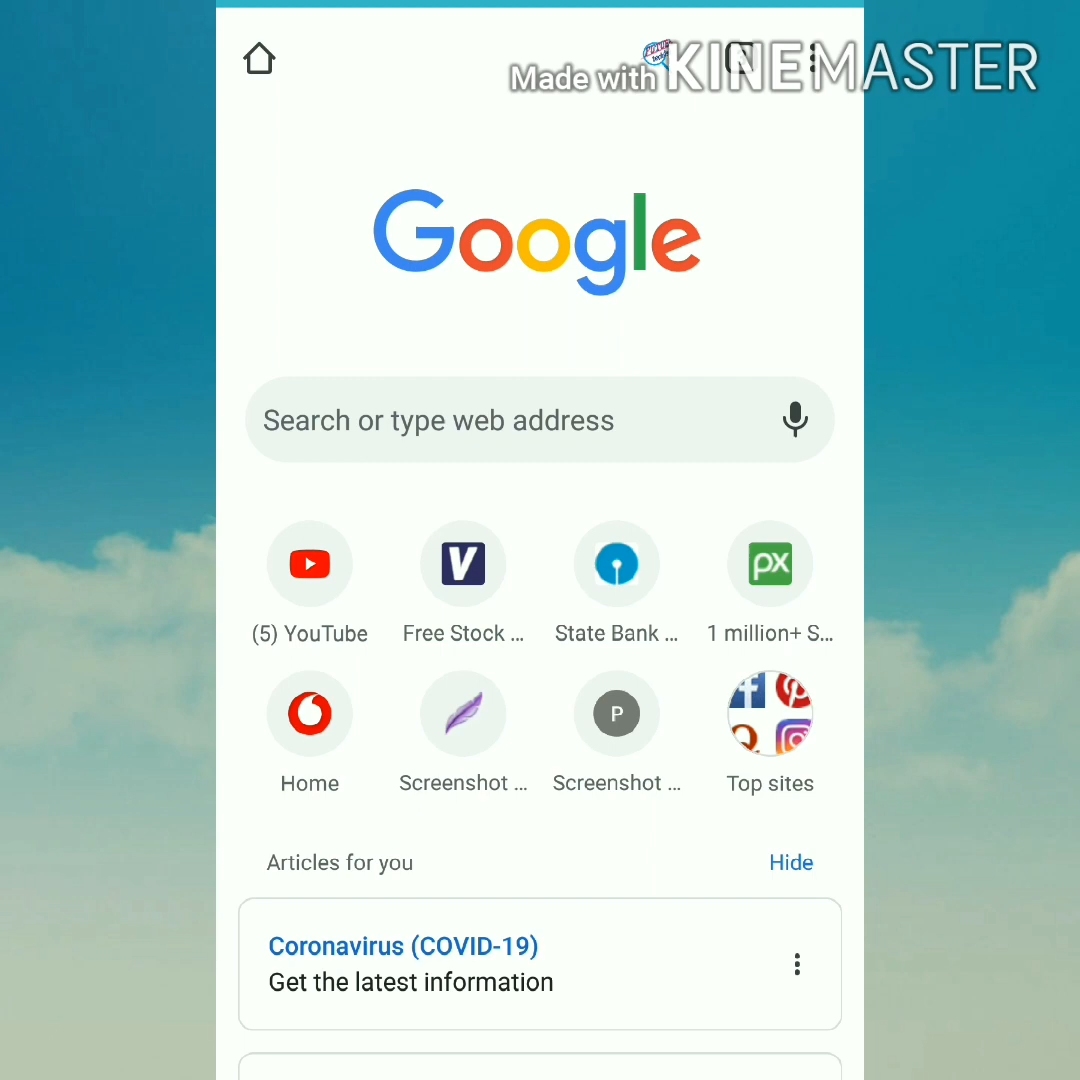 Made with KINEMASTER
Google
Search or type web address
V
px
(5) YouTube
Free Stock ...
State Bank ...
1 million+ S...
P
Home
Screenshot ...
Screenshot ...
Top sites
Articles for you
Hide
Coronavirus (COVID-19)
Get the latest information